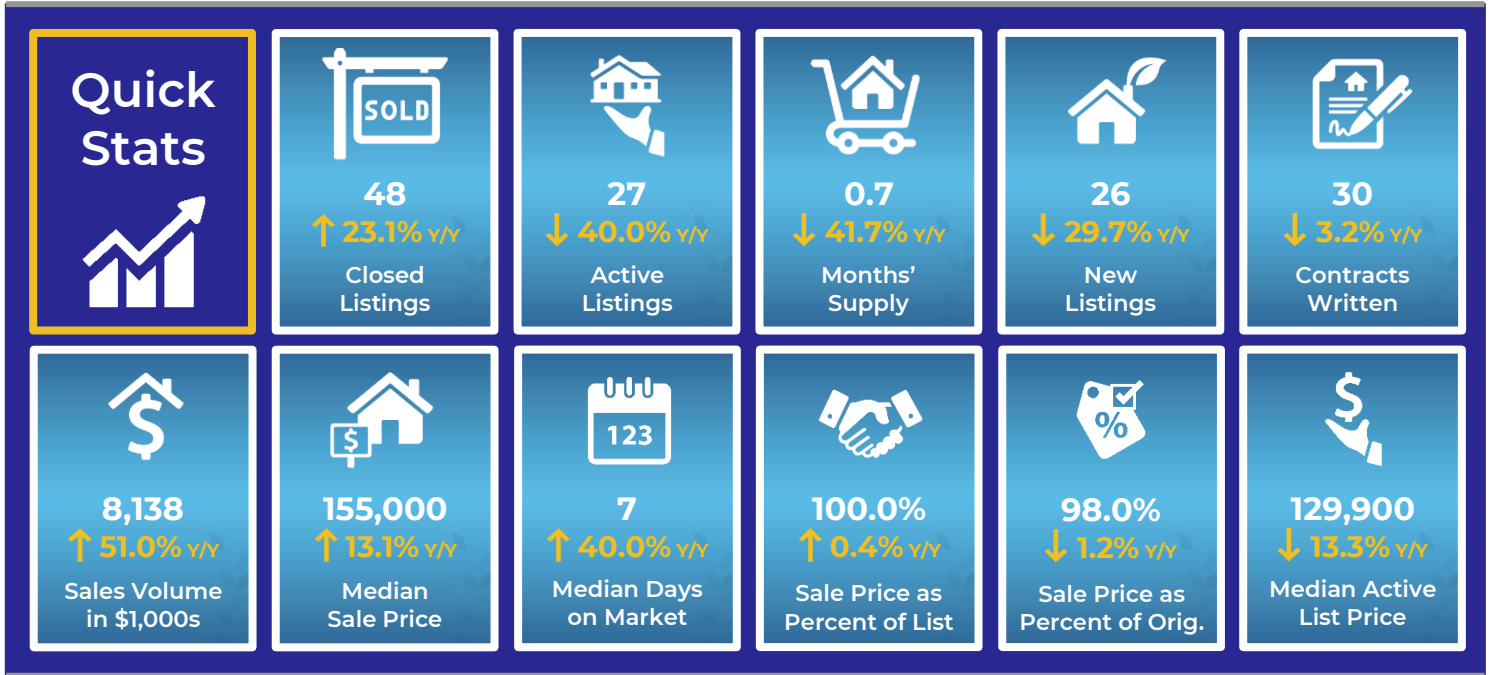 Quick
Stats
SOLD
48
↑ 23.1% Y/Y
Closed
Listings
27
↓ 40.0% Y/Y
Active
Listings
0.7
↓ 41.7% Y/Y
Months’
Supply
26
↓ 29.7% Y/Y
New
Listings
30
↓ 3.2% Y/Y
Contracts
Written
$
8,138
↑ 51.0% Y/Y
Sales Volume
in $1,000s
$
155,000
↑ 13.1% Y/Y
Median
Sale Price
123
7
↑ 40.0% Y/Y
Median Days
on Market
100.0%
↑ 0.4% Y/Y
Sale Price as
Percent of List
%
98.0%
↓ 1.2% Y/Y
Sale Price as
Percent of Orig.
$
129,900
↓ 13.3% Y/Y
Median Active
List Price